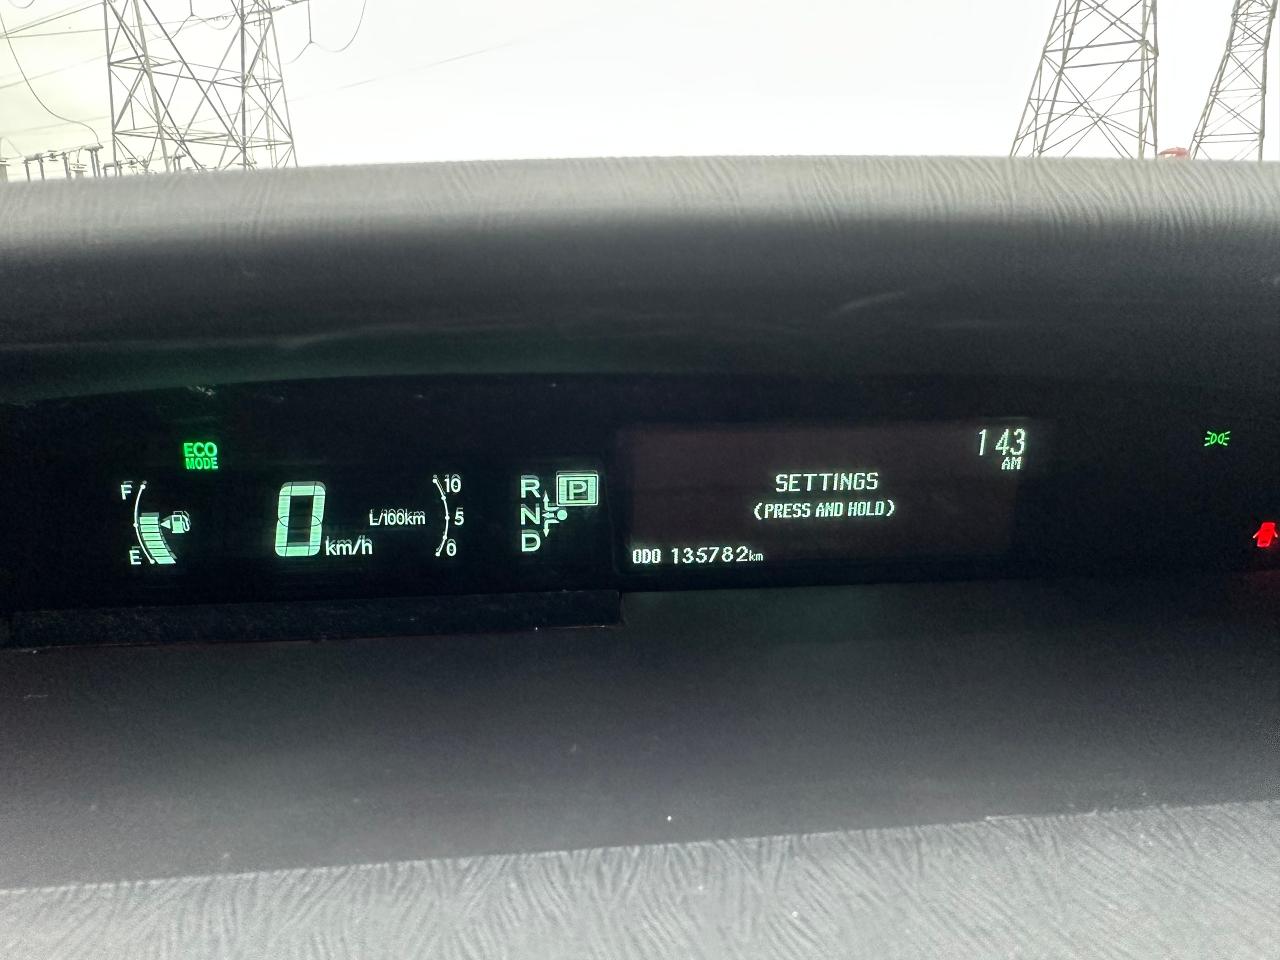 ECO
MODE
F
E
0 km/h
L/100km
10
5
0
R
N
D
P
1 43
AM
SETTINGS
(PRESS AND HOLD)
ODO 135782km